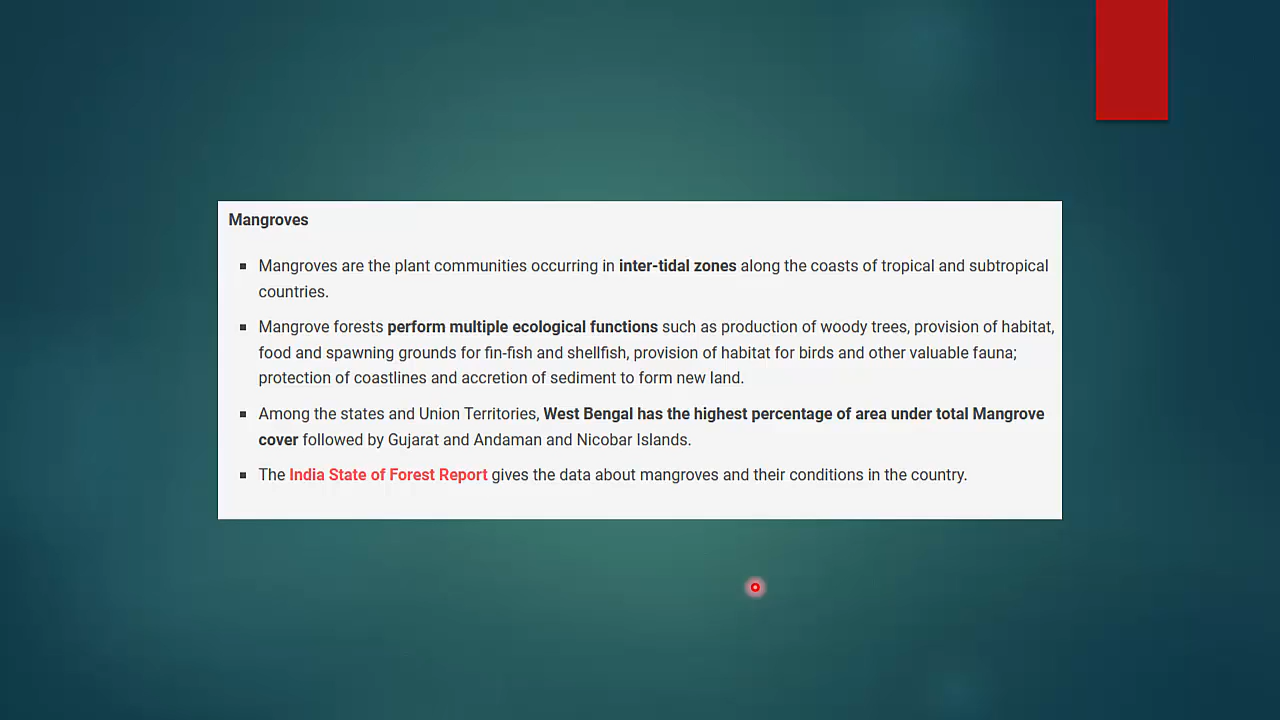 Mangroves
Mangroves are the plant communities occurring in inter-tidal zones along the coasts of tropical and subtropical
countries.
Mangrove forests perform multiple ecological functions such as production of woody trees, provision of habitat,
food and spawning grounds for fin-fish and shellfish, provision of habitat for birds and other valuable fauna;
protection of coastlines and accretion of sediment to form new land.
Among the states and Union Territories, West Bengal has the highest percentage of area under total Mangrove
cover followed by Gujarat and Andaman and Nicobar Islands.
The India State of Forest Report gives the data about mangroves and their conditions in the country.